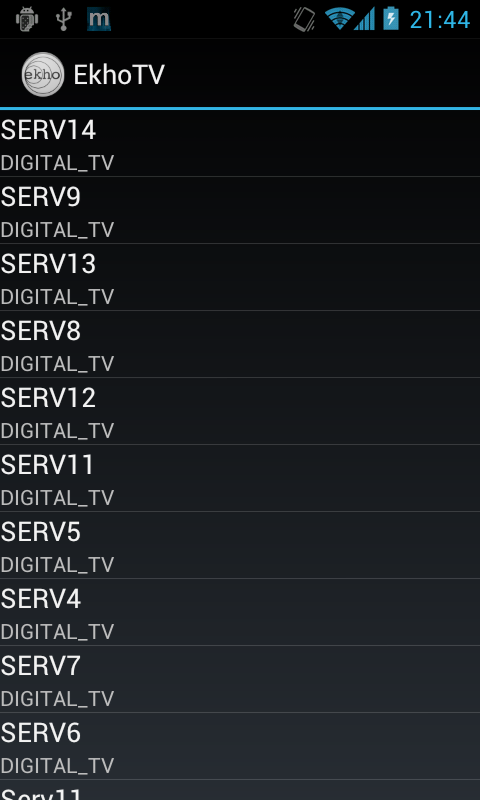 m
21:44
ekho EkhoTV
SERV14
DIGITAL_TV
SERV9
DIGITAL_TV
SERV13
DIGITAL_TV
SERV8
DIGITAL_TV
SERV12
DIGITAL_TV
SERV11
DIGITAL_TV
SERV5
DIGITAL_TV
SERV4
DIGITAL_TV
SERV7
DIGITAL_TV
SERV6
DIGITAL_TV
Serv11